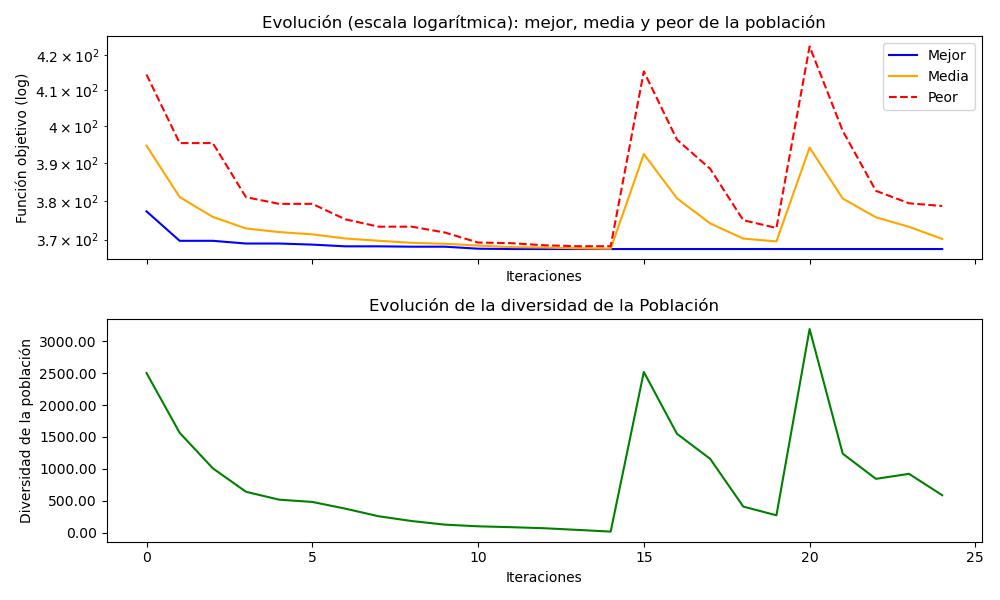 Evolución (escala logarítmica): mejor, media y peor de la población
Función objetivo (log)
4.2 × 10²
4.1 × 10²
4 × 10²
3.9 × 10²
3.8 × 10²
3.7 × 10²
Mejor
Media
Peor
Iteraciones
Evolución de la diversidad de la Población
Diversidad de la población
3000.00
2500.00
2000.00
1500.00
1000.00
500.00
0.00
0 5 10 15 20 25
Iteraciones